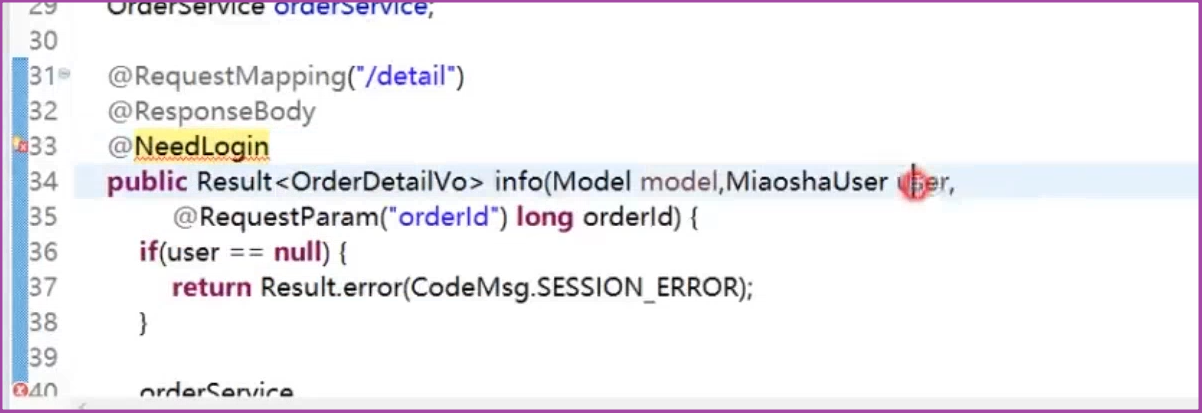 29 OrderService orderService;
30
31 @RequestMapping("/detail")
32 @ResponseBody
33 @NeedLogin
34 public Result<OrderDetailVo> info(Model model,MiaoshaUser user,
35 @RequestParam("orderId") long orderId) {
36 if(user == null) {
37 return Result.error(CodeMsg.SESSION_ERROR);
38 }
39
40 orderService